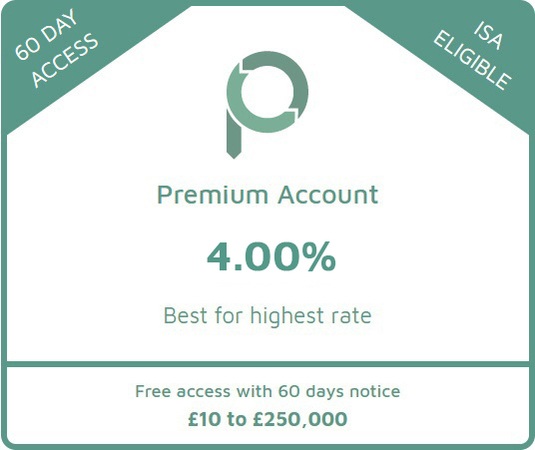 60 DAY
ACCESS
ISA
ELIGIBLE
Premium Account
4.00%
Best for highest rate
Free access with 60 days notice
£10 to £250,000